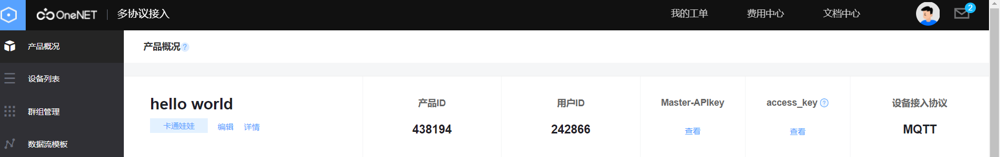 OneNET 多协议接入 我的工单 费用中心 文档中心 2
产品概况
设备列表
群组管理
数据流模板
产品概况 ?
hello world
卡通娃娃 编辑 详情
产品ID
438194
用户ID
242866
Master-APIkey
查看
access_key ?
查看
设备接入协议
MQTT